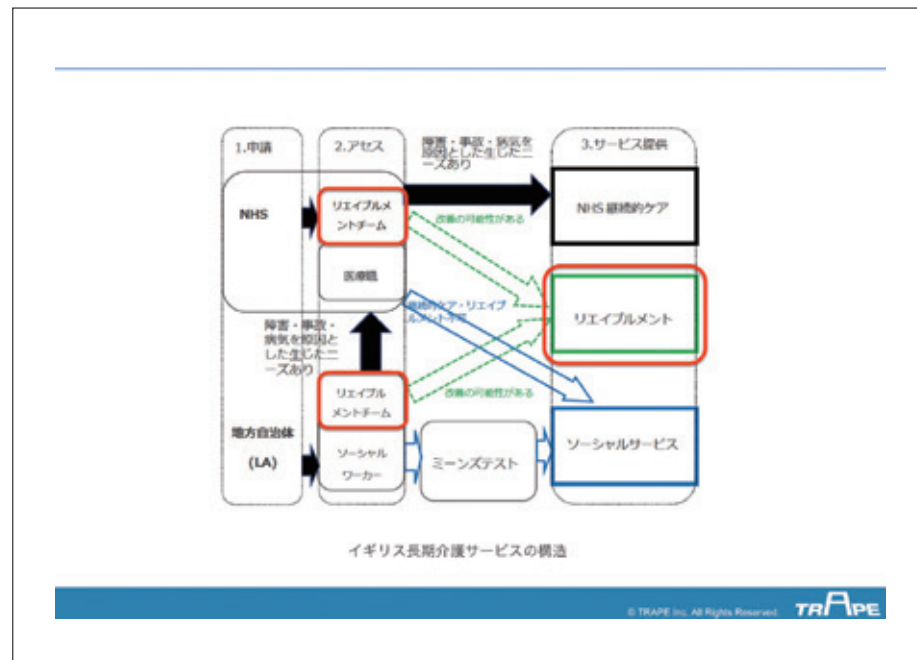 1.申請
2.アセス
障害・事故・病気を
原因とした生じたニ
ーズあり
3.サービス提供
NHS
リエイブルメ
ントチーム
医療職
改善の可能性がある
NHS 継続的ケア
継続的ケア・リエイブ
ルメント不可
リエイブルメント
障害・事故・
病気を原因と
した生じたニ
ーズあり
リエイブル
メントチーム
改善の可能性がある
地方自治体
(LA)
ソーシャル
ワーカー
ミーンズテスト
ソーシャルサービス
イギリス長期介護サービスの構造
© TRAPE Inc. All Rights Reserved.
TRAPE